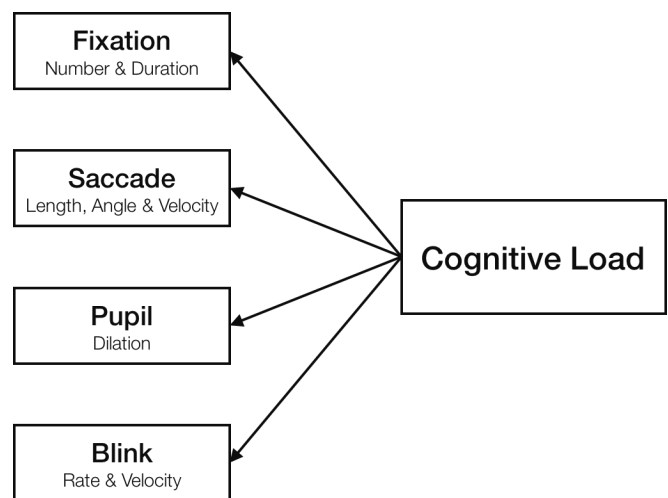 Fixation
Number & Duration
Saccade
Length, Angle & Velocity
Cognitive Load
Pupil
Dilation
Blink
Rate & Velocity